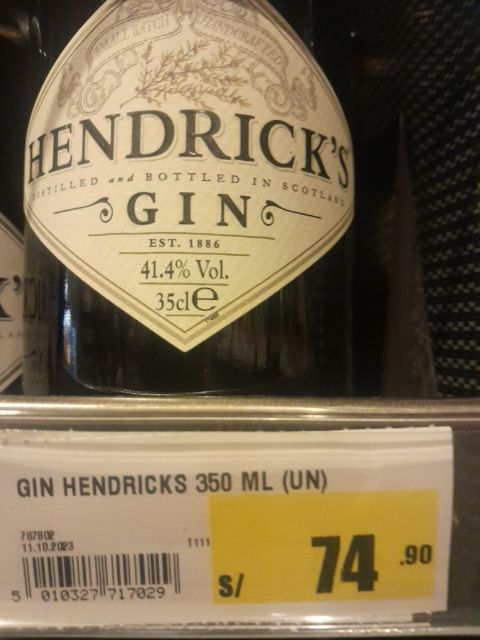 SMALL BATCH HANDCRAFTED
HENDRICK'S
DISTILLED and BOTTLED IN SCOTLAND
GIN
EST. 1886
41.4% Vol.
35cl e
GIN HENDRICKS 350 ML (UN)
767802
11.10.2023
T111
S/ 74.90
5 010327 717029